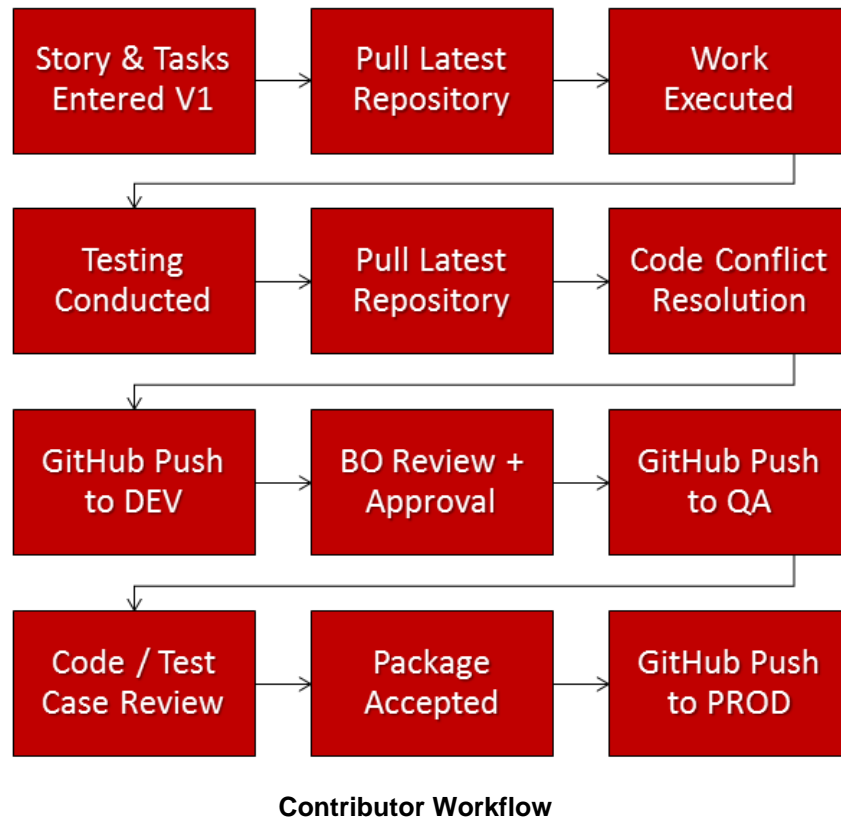 Story & Tasks
Entered V1
Pull Latest
Repository
Work
Executed
Testing
Conducted
Pull Latest
Repository
Code Conflict
Resolution
GitHub Push
to DEV
BO Review +
Approval
GitHub Push
to QA
Code / Test
Case Review
Package
Accepted
GitHub Push
to PROD
Contributor Workflow